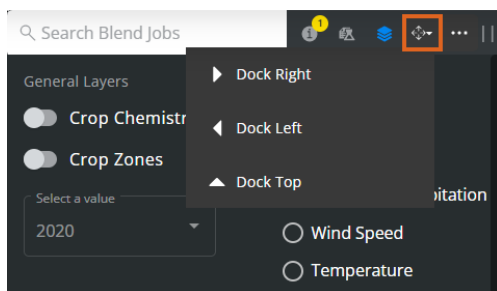 Search Blend Jobs
1
General Layers
Dock Right
Crop Chemistr
Dock Left
Crop Zones
Dock Top
Select a value
itation
2020
Wind Speed
Temperature